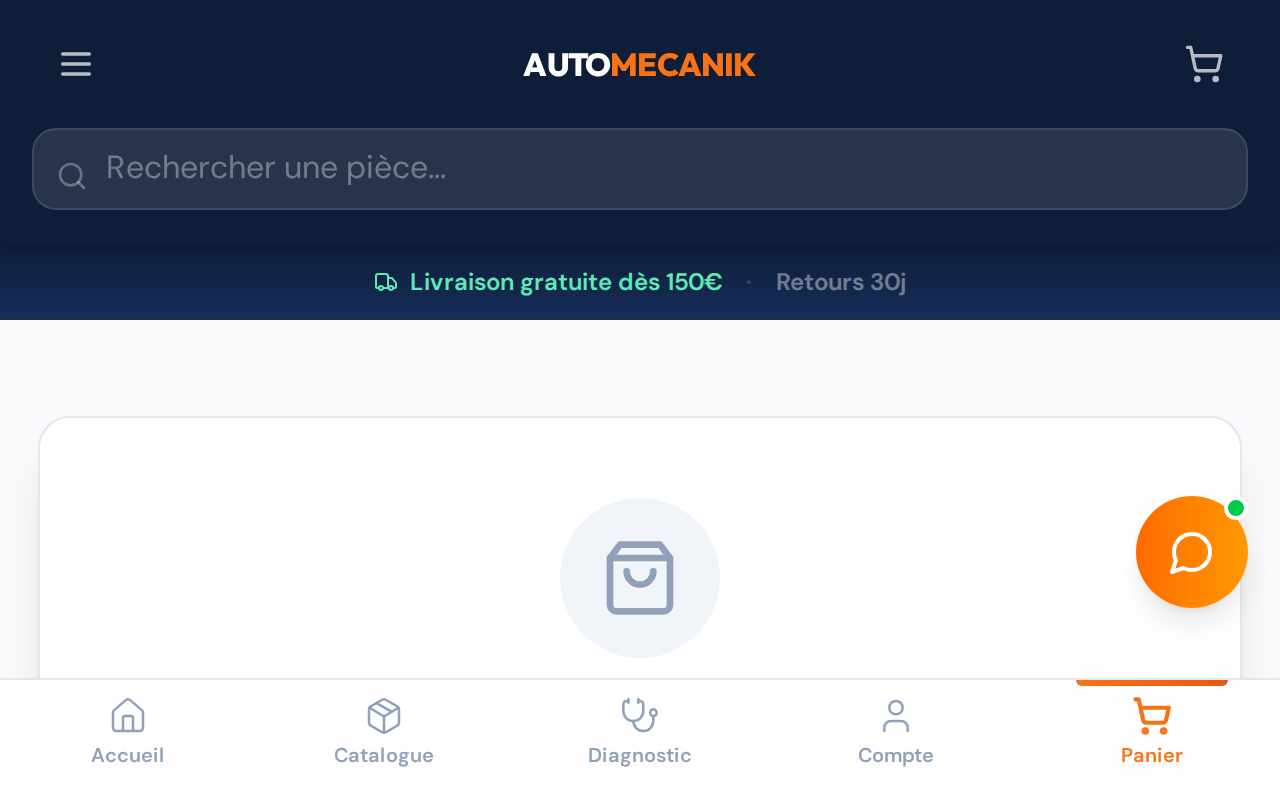 AUTOMECANIK
Rechercher une pièce...
Livraison gratuite dès 150€ · Retours 30j
Accueil
Catalogue
Diagnostic
Compte
Panier